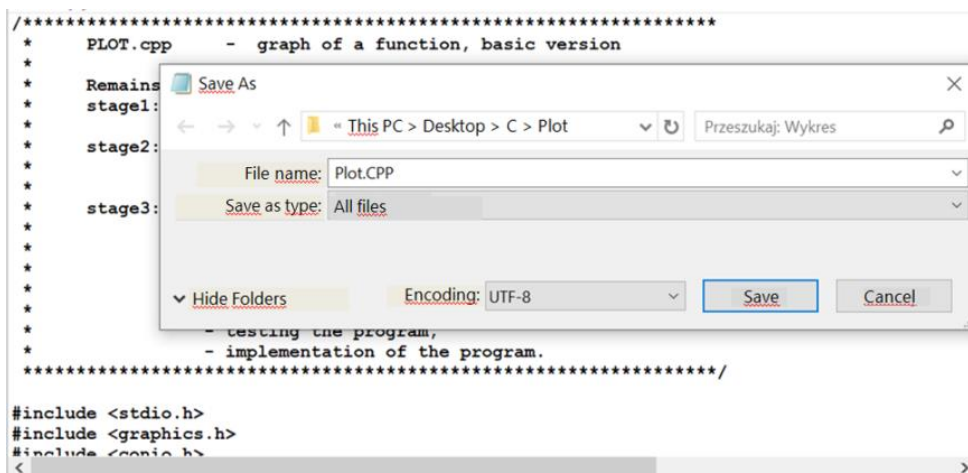 /*****************************************************************
* PLOT.cpp - graph of a function, basic version
*
* Remains
* stage1:
*
* stage2:
*
*
* stage3:
*
*
*
*
*
* - testing the program,
* - implementation of the program.
*****************************************************************/
#include <stdio.h>
#include <graphics.h>
#include <conio.h>
Save As
« This PC > Desktop > C > Plot
Przeszukaj: Wykres
File name: Plot.CPP
Save as type: All files
Hide Folders
Encoding: UTF-8
Save
Cancel